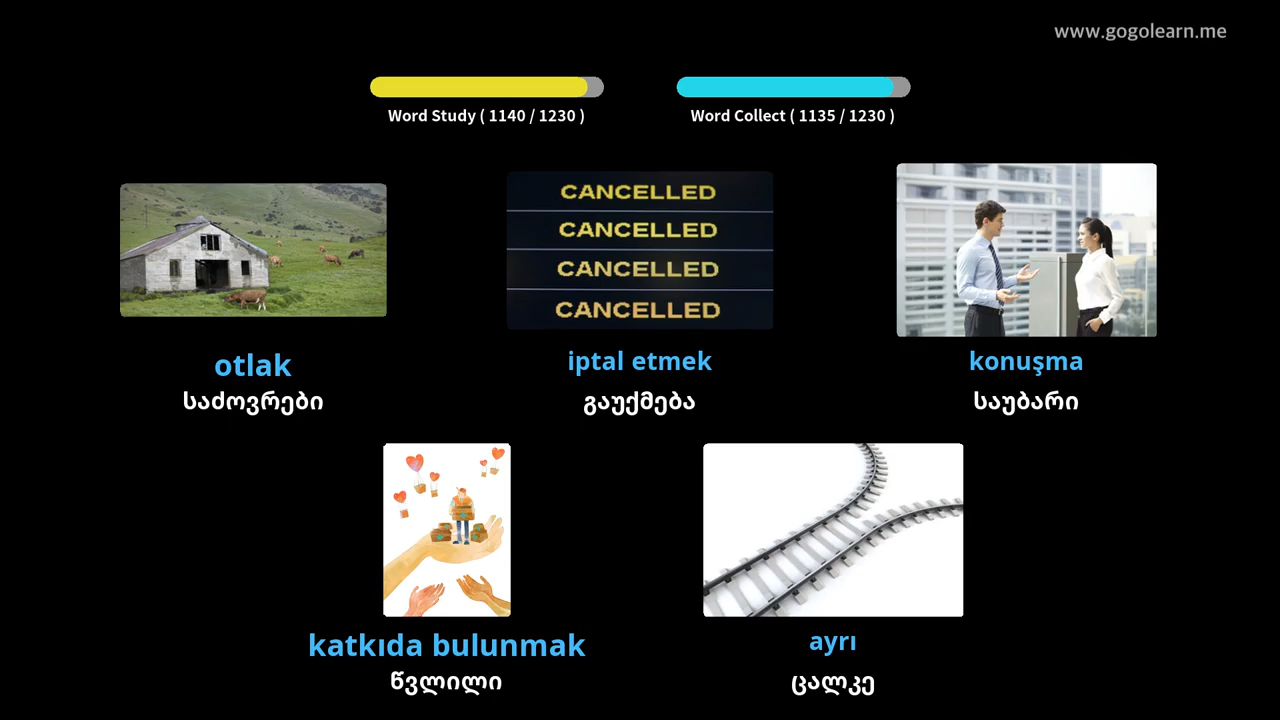 www.gogolearn.me
Word Study ( 1140 / 1230 )
Word Collect ( 1135 / 1230 )
CANCELLED
CANCELLED
CANCELLED
CANCELLED
otlak
საძოვრები
iptal etmek
გაუქმება
konuşma
საუბარი
katkıda bulunmak
წვლილი
ayrı
ცალკე